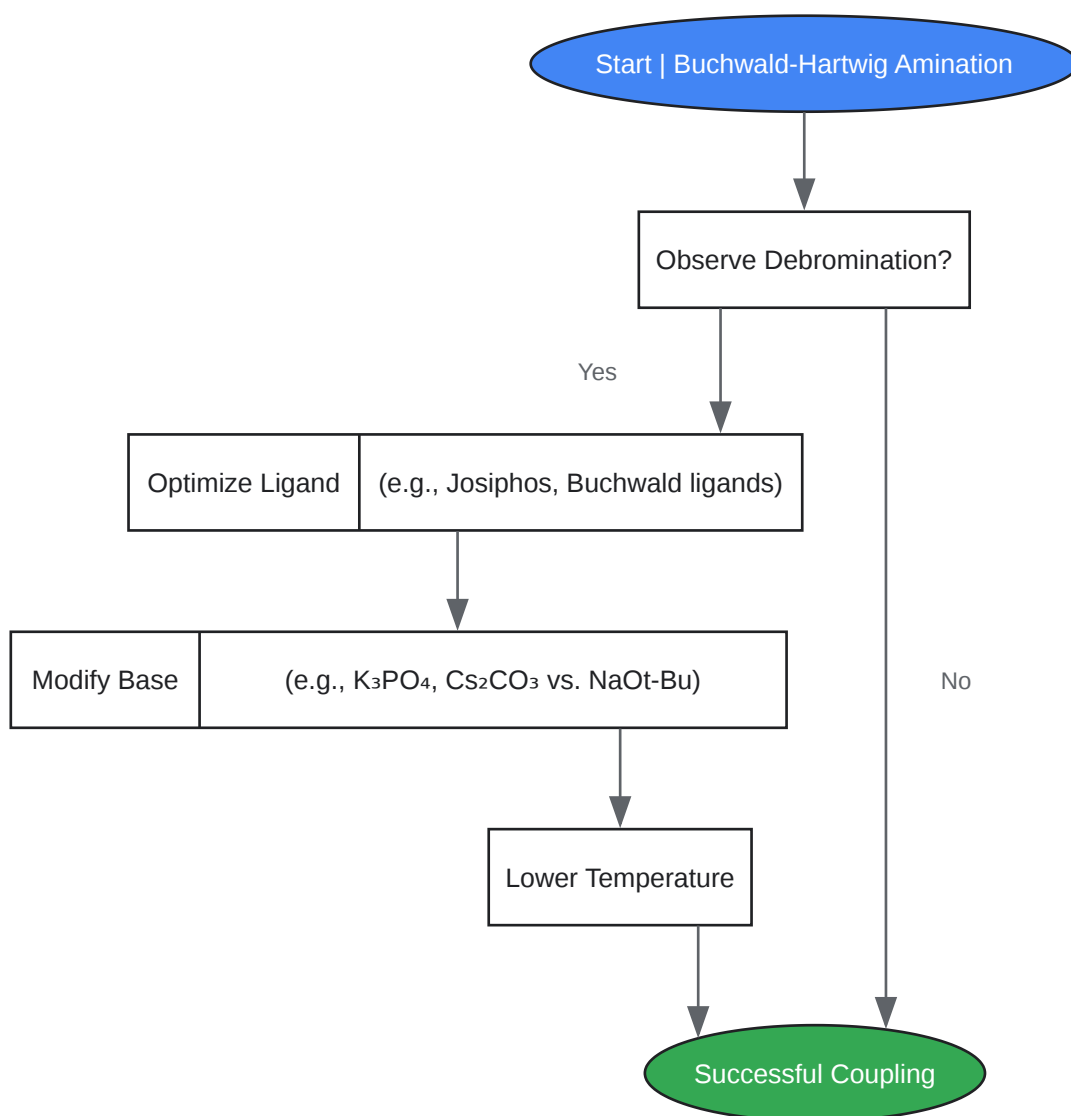 Start | Buchwald-Hartwig Amination
Observe Debromination?
Yes
Optimize Ligand
(e.g., Josiphos, Buchwald ligands)
Modify Base
(e.g., K₃PO₄, Cs₂CO₃ vs. NaOt-Bu)
No
Lower Temperature
Successful Coupling